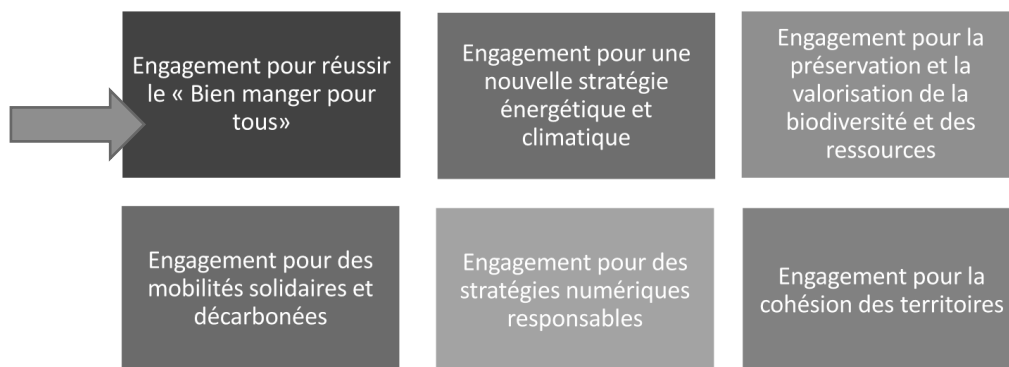 Engagement pour réussir
le « Bien manger pour
tous»
Engagement pour une
nouvelle stratégie
énergétique et
climatique
Engagement pour la
préservation et la
valorisation de la
biodiversité et des
ressources
Engagement pour des
mobilités solidaires et
décarbonées
Engagement pour des
stratégies numériques
responsables
Engagement pour la
cohésion des territoires